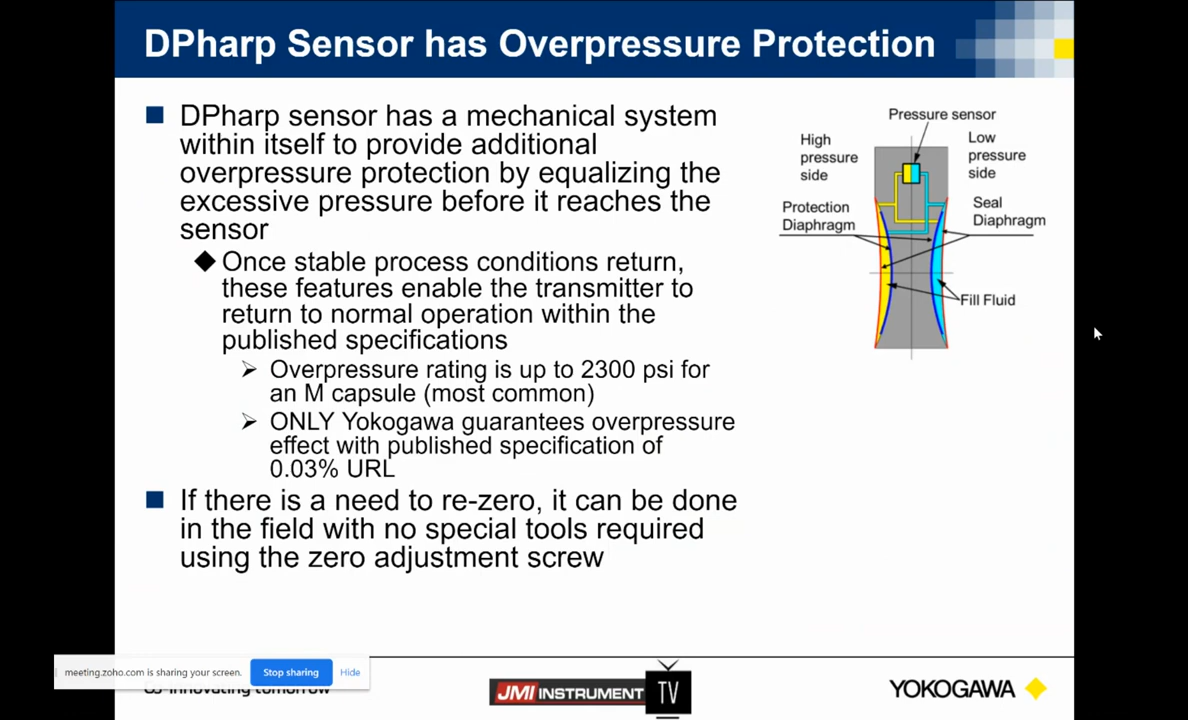 DPharp Sensor has Overpressure Protection
DPharp sensor has a mechanical system
within itself to provide additional
overpressure protection by equalizing the
excessive pressure before it reaches the
sensor
Once stable process conditions return,
these features enable the transmitter to
return to normal operation within the
published specifications
Overpressure rating is up to 2300 psi for
an M capsule (most common)
ONLY Yokogawa guarantees overpressure
effect with published specification of
0.03% URL
If there is a need to re-zero, it can be done
in the field with no special tools required
using the zero adjustment screw
Pressure sensor
High
pressure
side
Low
pressure
side
Protection
Diaphragm
Seal
Diaphragm
Fill Fluid
meeting.zoho.com is sharing your screen.
Stop sharing
Hide
innovating tomorrow
JMI INSTRUMENT
TV
YOKOGAWA